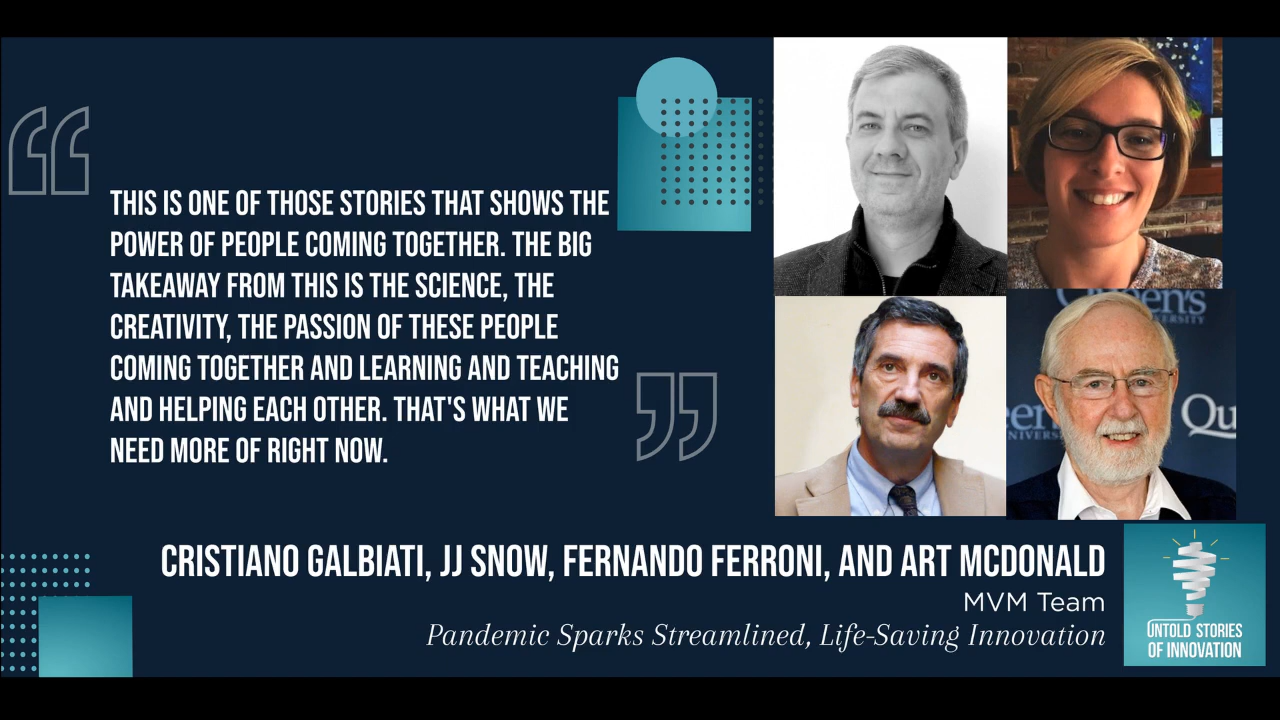 THIS IS ONE OF THOSE STORIES THAT SHOWS THE
POWER OF PEOPLE COMING TOGETHER. THE BIG
TAKEAWAY FROM THIS IS THE SCIENCE, THE
CREATIVITY, THE PASSION OF THESE PEOPLE
COMING TOGETHER AND LEARNING AND TEACHING
AND HELPING EACH OTHER. THAT'S WHAT WE
NEED MORE OF RIGHT NOW.
Queen's
UNIVERSITY
CRISTIANO GALBIATI, JJ SNOW, FERNANDO FERRONI, AND ART MCDONALD
MVM Team
Pandemic Sparks Streamlined, Life-Saving Innovation
UNTOLD STORIES
OF INNOVATION